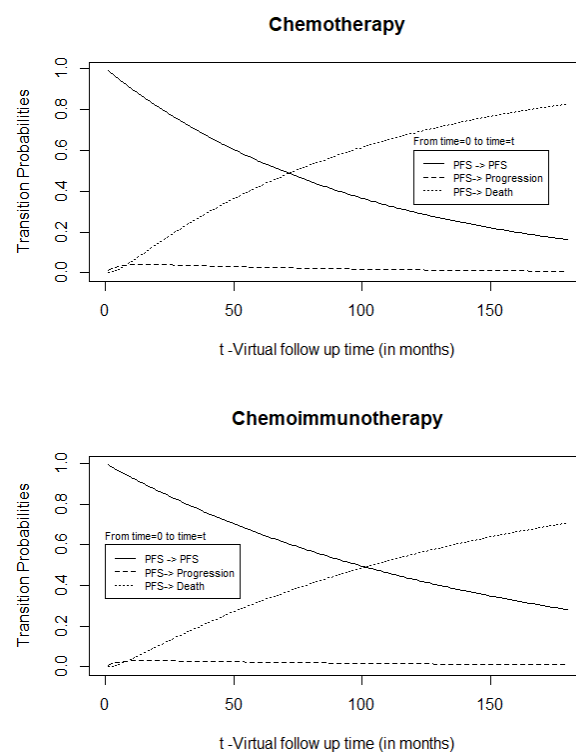 Chemotherapy
Transition Probabilities
1.0
0.8
0.6
0.4
0.2
0.0
From time=0 to time=t
PFS -> PFS
PFS-> Progression
PFS-> Death
0 50 100 150
t -Virtual follow up time (in months)
Chemoimmunotherapy
Transition Probabilities
1.0
0.8
0.6
0.4
0.2
0.0
From time=0 to time=t
PFS -> PFS
PFS-> Progression
PFS-> Death
0 50 100 150
t -Virtual follow up time (in months)